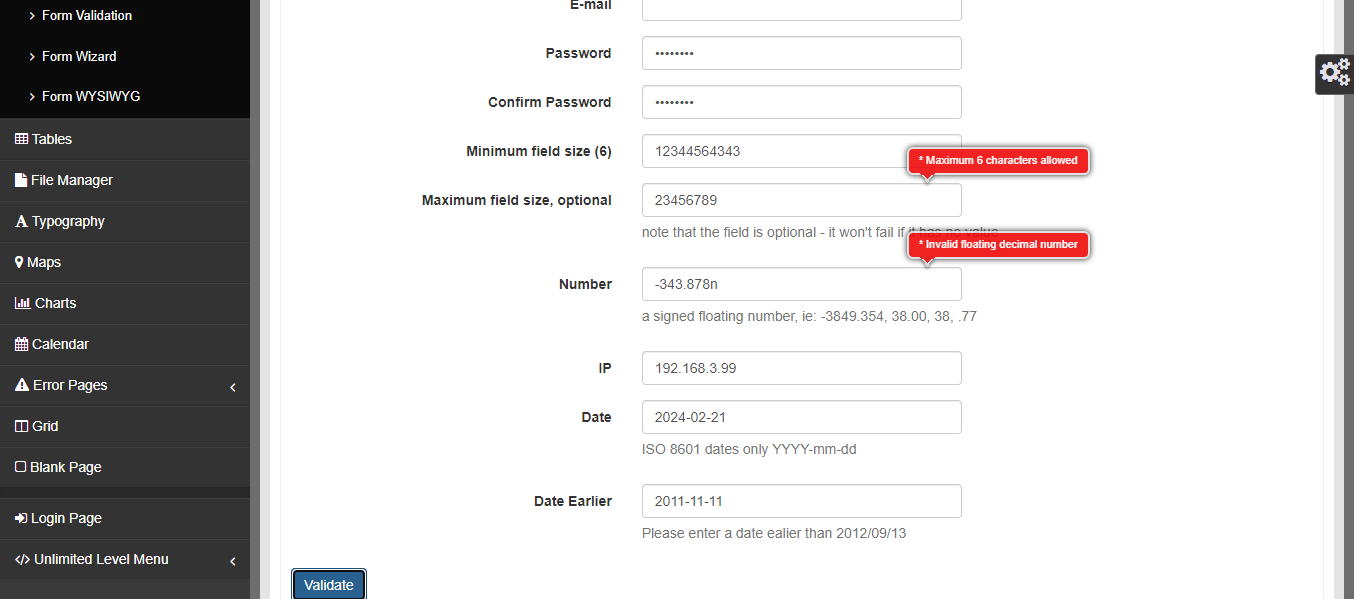 Form Validation
Form Wizard
Form WYSIWYG
Tables
File Manager
Typography
Maps
Charts
Calendar
Error Pages
Grid
Blank Page
Login Page
Unlimited Level Menu
E-mail
Password ••••••••
Confirm Password ••••••••
Minimum field size (6) 12344564343
* Maximum 6 characters allowed
Maximum field size, optional 23456789
note that the field is optional - it won't fail if it has no value
* Invalid floating decimal number
Number -343.878n
a signed floating number, ie: -3849.354, 38.00, 38, .77
IP 192.168.3.99
Date 2024-02-21
ISO 8601 dates only YYYY-mm-dd
Date Earlier 2011-11-11
Please enter a date ealier than 2012/09/13
Validate